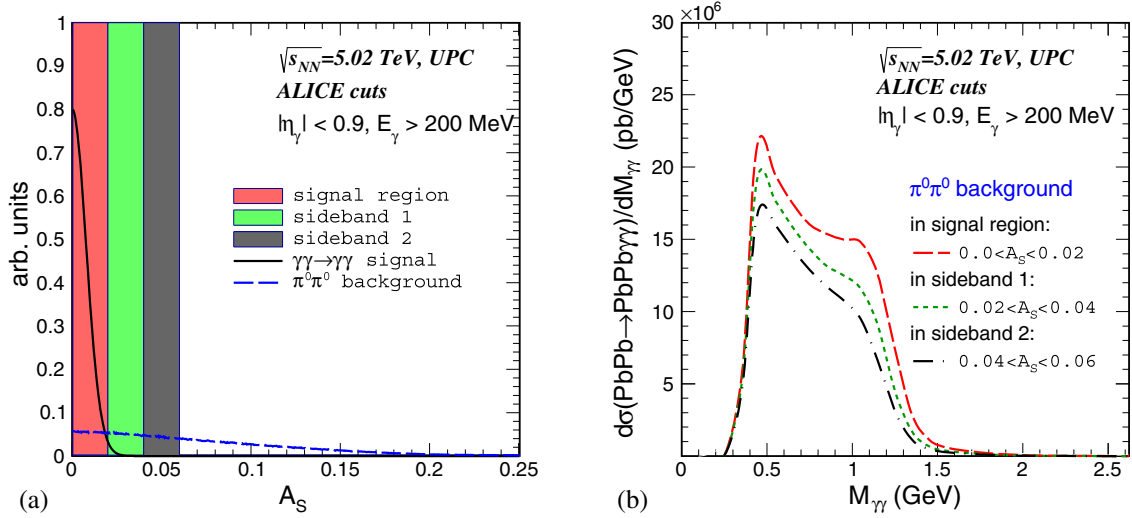 1
0.9
0.8
0.7
0.6
0.5
0.4
0.3
0.2
0.1
0
arb. units
√s_NN=5.02 TeV, UPC
ALICE cuts
|η_γ| < 0.9, E_γ > 200 MeV
signal region
sideband 1
sideband 2
γγ→γγ signal
π⁰π⁰ background
0 0.05 0.1 0.15 0.2 0.25
A_S
(a)
×10⁶
30
25
20
15
10
5
0
dσ(PbPb→PbPbγγ)/dM_γγ (pb/GeV)
√s_NN=5.02 TeV, UPC
ALICE cuts
|η_γ| < 0.9, E_γ > 200 MeV
π⁰π⁰ background
in signal region:
0.0<A_S<0.02
in sideband 1:
0.02<A_S<0.04
in sideband 2:
0.04<A_S<0.06
0 0.5 1 1.5 2 2.5
M_γγ (GeV)
(b)